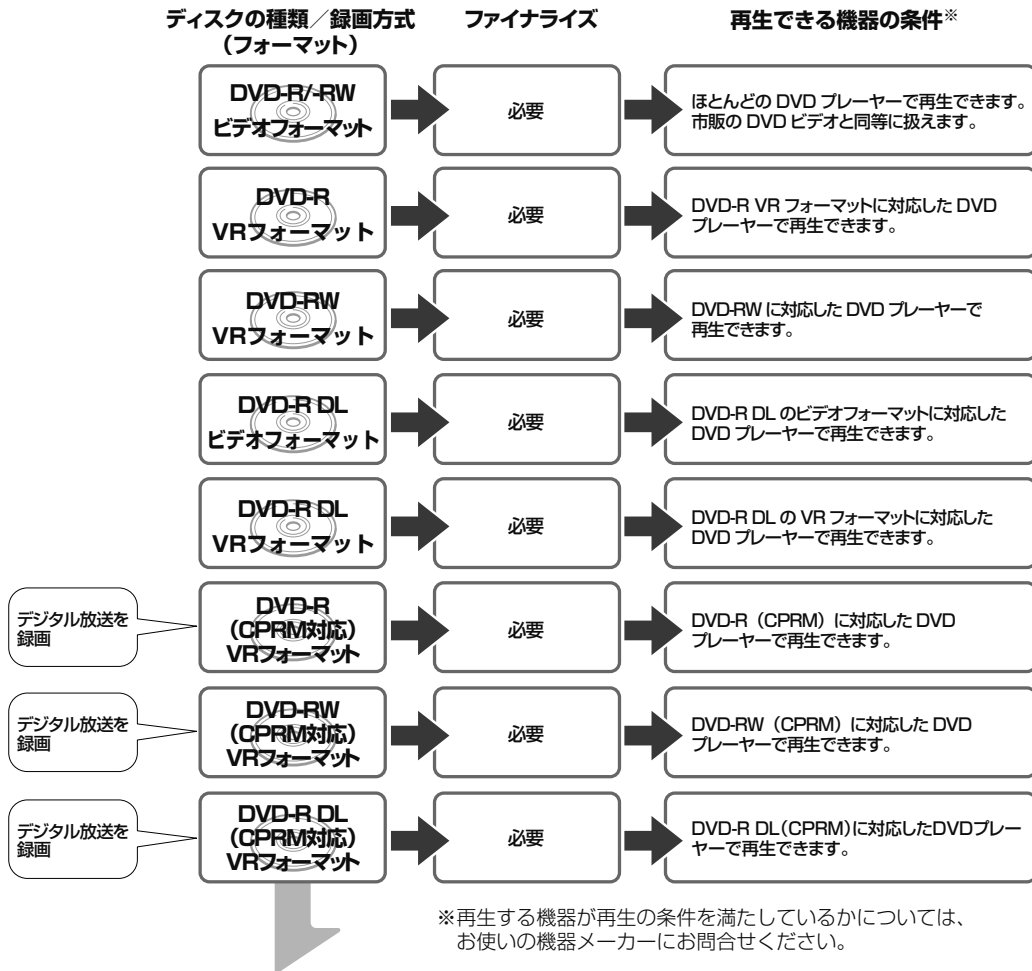 ディスクの種類／録画方式
（フォーマット）
ファイナライズ
再生できる機器の条件※
DVD-R/-RW
ビデオフォーマット
必要
ほとんどの DVD プレーヤーで再生できます。
市販の DVD ビデオと同等に扱えます。
DVD-R
VRフォーマット
必要
DVD-R VR フォーマットに対応した DVD
プレーヤーで再生できます。
DVD-RW
VRフォーマット
必要
DVD-RW に対応した DVD プレーヤーで
再生できます。
DVD-R DL
ビデオフォーマット
必要
DVD-R DL のビデオフォーマットに対応した
DVD プレーヤーで再生できます。
DVD-R DL
VRフォーマット
必要
DVD-R DL の VR フォーマットに対応した
DVD プレーヤーで再生できます。
デジタル放送を
録画
DVD-R
（CPRM対応）
VRフォーマット
必要
DVD-R（CPRM）に対応した DVD
プレーヤーで再生できます。
デジタル放送を
録画
DVD-RW
（CPRM対応）
VRフォーマット
必要
DVD-RW（CPRM）に対応した DVD
プレーヤーで再生できます。
デジタル放送を
録画
DVD-R DL
（CPRM対応）
VRフォーマット
必要
DVD-R DL（CPRM）に対応したDVDプレー
ヤーで再生できます。
※再生する機器が再生の条件を満たしているかについては、
お使いの機器メーカーにお問合せください。